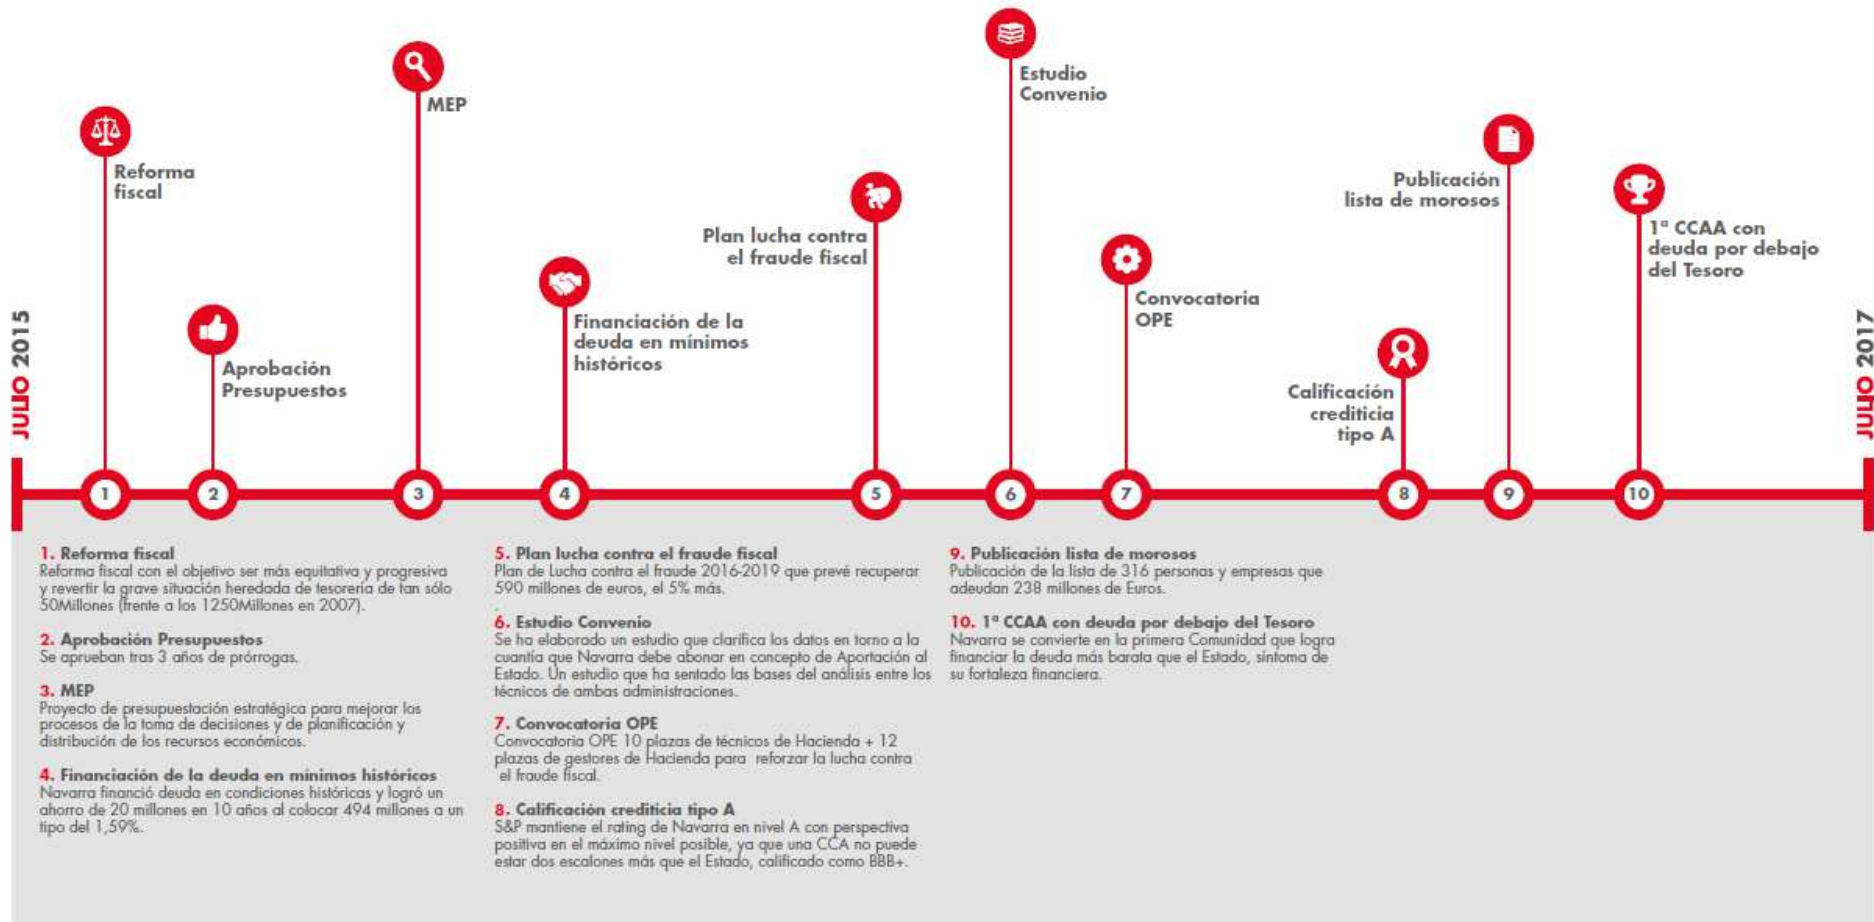 JULIO 2015
Reforma
fiscal
Aprobación
Presupuestos
MEP
Financiación de la
deuda en mínimos
históricos
Plan lucha contra
el fraude fiscal
Estudio
Convenio
Convocatoria
OPE
Calificación
crediticia
tipo A
Publicación
lista de morosos
1ª CCAA con
deuda por debajo
del Tesoro
JULIO 2017
1
2
3
4
5
6
7
8
9
10
1. Reforma fiscal
Reforma fiscal con el objetivo ser más equitativa y progresiva
y revertir la grave situación heredada de tesorería de tan sólo
50Millones (frente a los 1250Millones en 2007).
2. Aprobación Presupuestos
Se aprueban tras 3 años de prórrogas.
3. MEP
Proyecto de presupuestación estratégica para mejorar los
procesos de la toma de decisiones y de planificación y
distribución de los recursos económicos.
4. Financiación de la deuda en mínimos históricos
Navarra financió deuda en condiciones históricas y logró un
ahorro de 20 millones en 10 años al colocar 494 millones a un
tipo del 1,59%.
5. Plan lucha contra el fraude fiscal
Plan de Lucha contra el fraude 2016-2019 que prevé recuperar
590 millones de euros, el 5% más.
.
6. Estudio Convenio
Se ha elaborado un estudio que clarifica los datos en torno a la
cuantía que Navarra debe abonar en concepto de Aportación al
Estado. Un estudio que ha sentado las bases del análisis entre los
técnicos de ambas administraciones.
7. Convocatoria OPE
Convocatoria OPE 10 plazas de técnicos de Hacienda + 12
plazas de gestores de Hacienda para reforzar la lucha contra
el fraude fiscal.
8. Calificación crediticia tipo A
S&P mantiene el rating de Navarra en nivel A con perspectiva
positiva en el máximo nivel posible, ya que una CCA no puede
estar dos escalones más que el Estado, calificado como BBB+.
9. Publicación lista de morosos
Publicación de la lista de 316 personas y empresas que
adeudan 238 millones de Euros.
10. 1ª CCAA con deuda por debajo del Tesoro
Navarra se convierte en la primera Comunidad que logra
financiar la deuda más barata que el Estado, síntoma de
su fortaleza financiera.